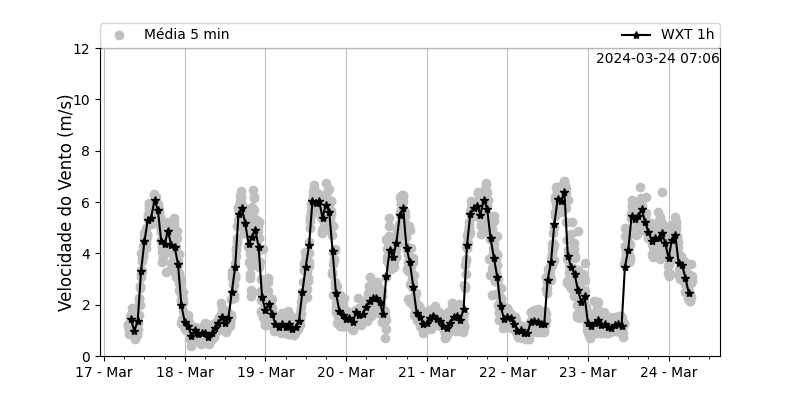 Média 5 min
WXT 1h
2024-03-24 07:06
Velocidade do Vento (m/s)
12
10
8
6
4
2
0
17 - Mar
18 - Mar
19 - Mar
20 - Mar
21 - Mar
22 - Mar
23 - Mar
24 - Mar